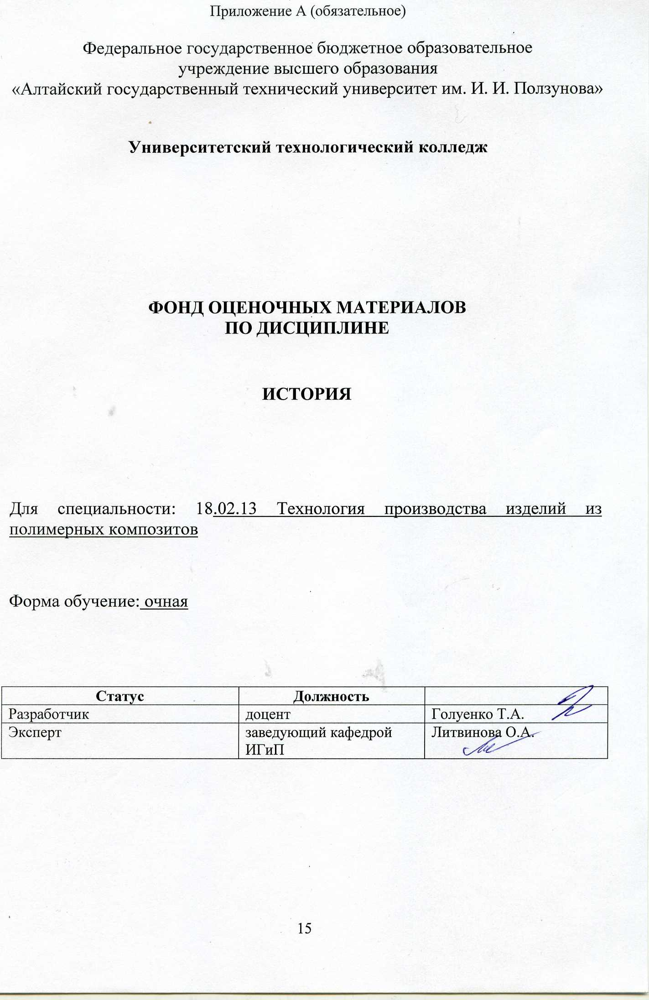 Приложение А (обязательное)
Федеральное государственное бюджетное образовательное
учреждение высшего образования
«Алтайский государственный технический университет им. И. И. Ползунова»
Университетский технологический колледж
ФОНД ОЦЕНОЧНЫХ МАТЕРИАЛОВ
ПО ДИСЦИПЛИНЕ
ИСТОРИЯ
Для специальности: 18.02.13 Технология производства изделий из
полимерных композитов
Форма обучение: очная
Статус Должность
Разработчик доцент Голуенко Т.А.
Эксперт заведующий кафедрой Литвинова О.А.
ИГиП
15